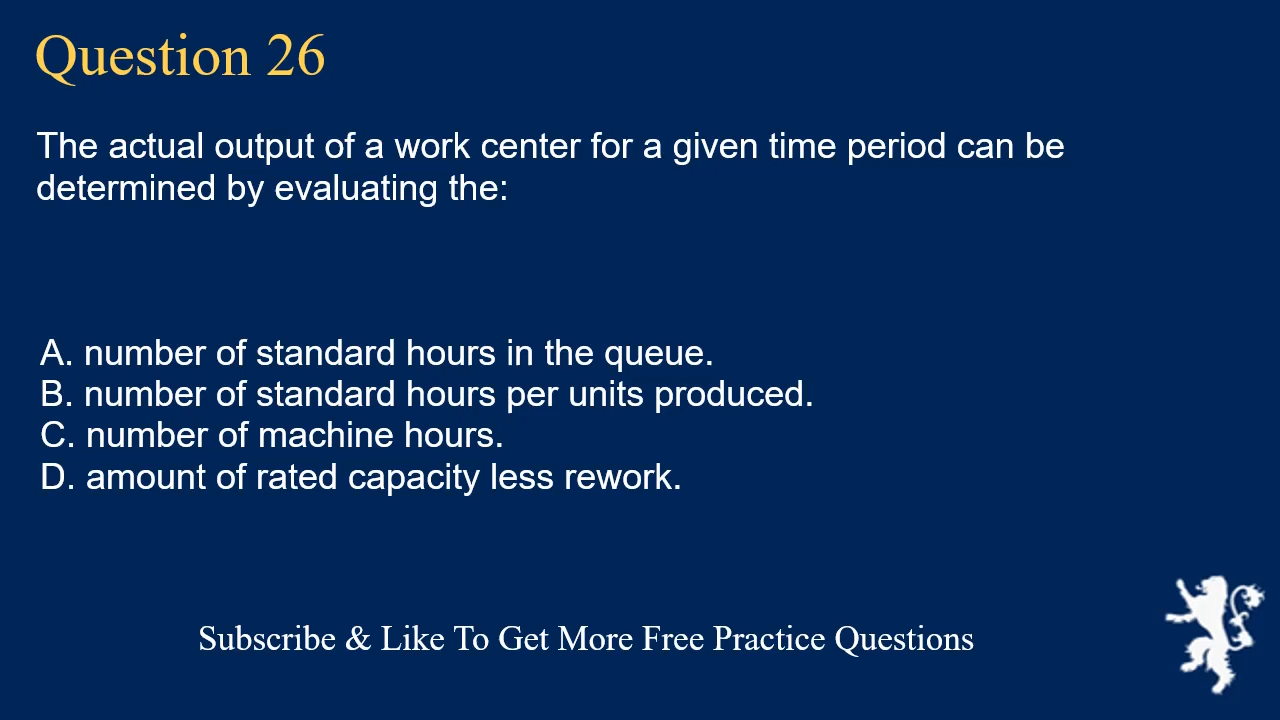 Question 26
The actual output of a work center for a given time period can be
determined by evaluating the:
A. number of standard hours in the queue.
B. number of standard hours per units produced.
C. number of machine hours.
D. amount of rated capacity less rework.
Subscribe & Like To Get More Free Practice Questions